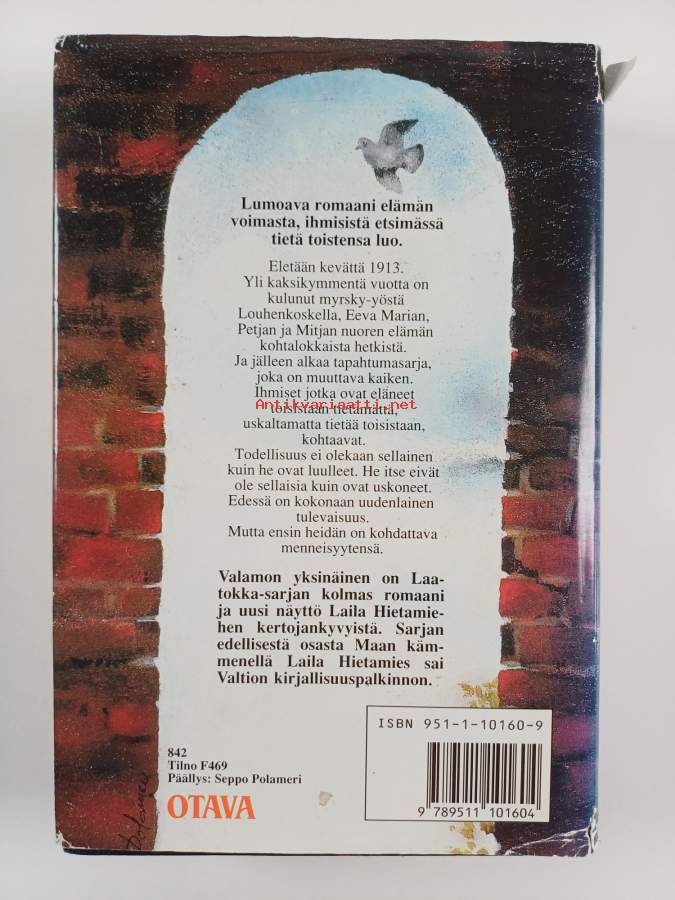 Lumoava romaani elämän
voimasta, ihmisistä etsimässä
tietä toistensa luo.
Eletään kevättä 1913.
Yli kaksikymmentä vuotta on
kulunut myrsky-yöstä
Louhenkoskella, Eeva Marian,
Petjan ja Mitjan nuoren elämän
kohtalokkaista hetkistä.
Ja jälleen alkaa tapahtumasarja,
joka on muuttava kaiken.
Ihmiset jotka ovat eläneet
Antikvariaatti.net
toisistaan tietämättä,
uskaltamatta tietää toisistaan,
kohtaavat.
Todellisuus ei olekaan sellainen
kuin he ovat luulleet. He itse eivät
ole sellaisia kuin ovat uskoneet.
Edessä on kokonaan uudenlainen
tulevaisuus.
Mutta ensin heidän on kohdattava
menneisyytensä.
Valamon yksinäinen on Laa-
tokka-sarjan kolmas romaani
ja uusi näyttö Laila Hietamie-
hen kertojankyvyistä. Sarjan
edellisestä osasta Maan käm-
menellä Laila Hietamies sai
Valtion kirjallisuuspalkinnon.
ISBN 951-1-10160-9
842
Tilno F469
Päällys: Seppo Polameri
OTAVA
9 789511 101604